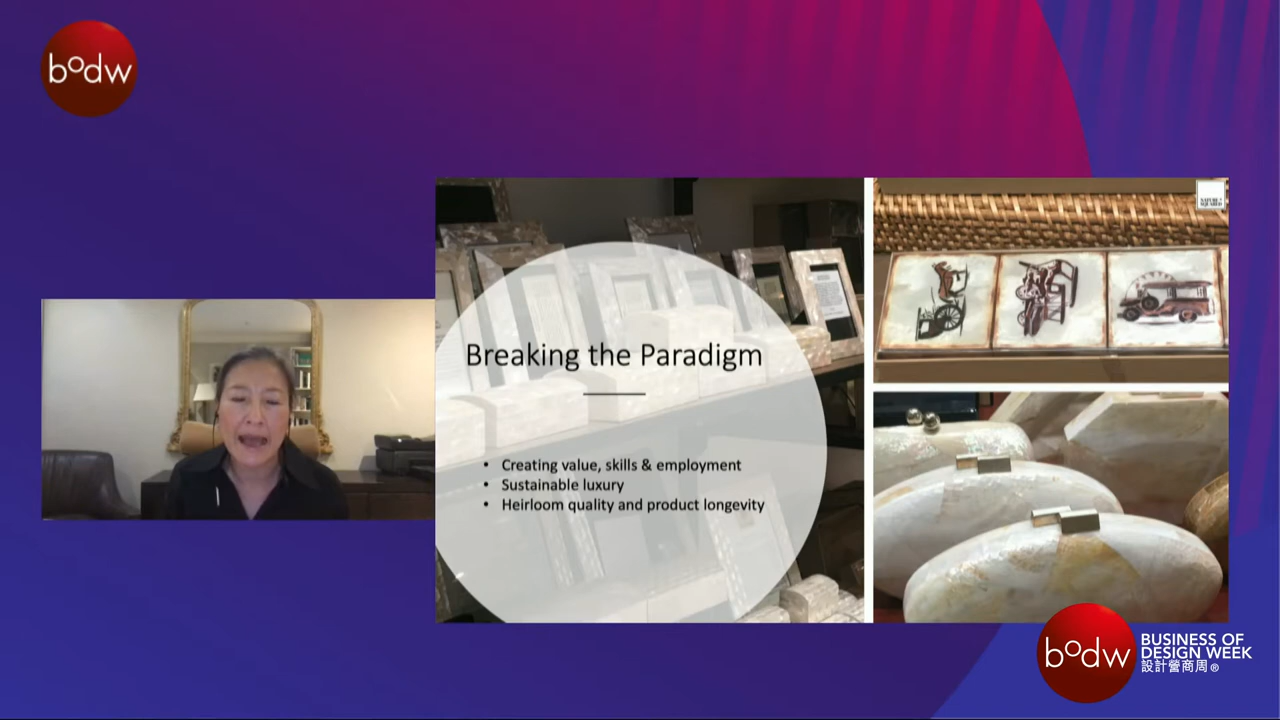 bodw
Breaking the Paradigm
• Creating value, skills & employment
• Sustainable luxury
• Heirloom quality and product longevity
bodw
BUSINESS OF
DESIGN WEEK
設計營商周®